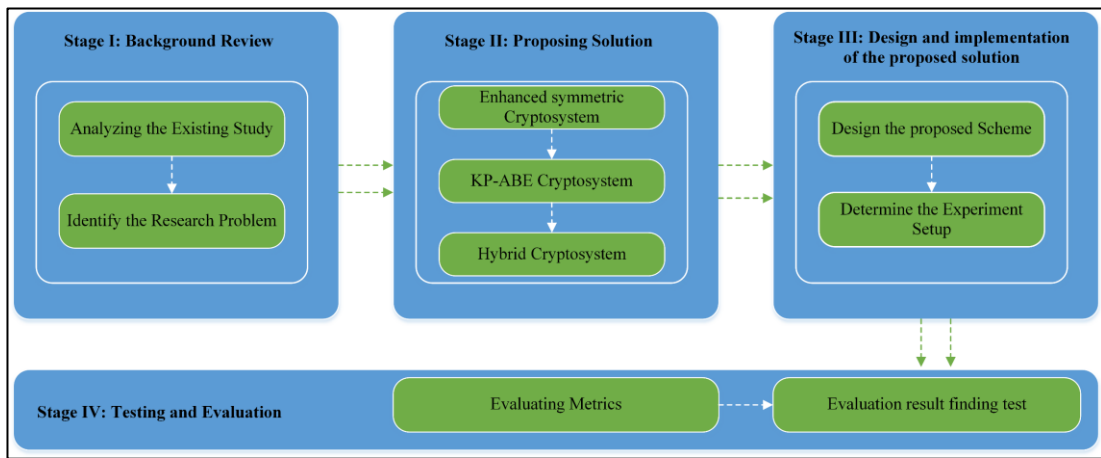 Stage I: Background Review
Analyzing the Existing Study
Identify the Research Problem
Stage II: Proposing Solution
Enhanced symmetric
Cryptosystem
KP-ABE Cryptosystem
Hybrid Cryptosystem
Stage III: Design and implementation
of the proposed solution
Design the proposed Scheme
Determine the Experiment
Setup
Stage IV: Testing and Evaluation
Evaluating Metrics
Evaluation result finding test